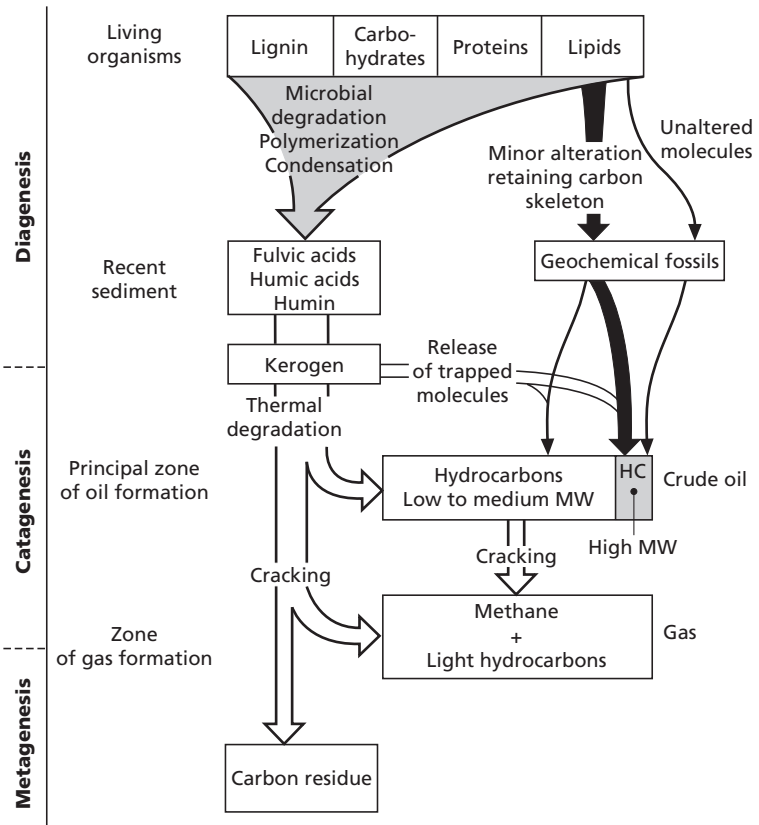 Living
organisms
Lignin
Carbo-
hydrates
Proteins
Lipids
Microbial
degradation
Polymerization
Condensation
Unaltered
molecules
Minor alteration
retaining carbon
skeleton
Diagenesis
Recent
sediment
Fulvic acids
Humic acids
Humin
Geochemical fossils
Kerogen
Release
of trapped
molecules
Thermal
degradation
Catagenesis
Principal zone
of oil formation
Hydrocarbons
Low to medium MW
HC
Crude oil
High MW
Cracking
Cracking
Zone
of gas formation
Methane
+
Light hydrocarbons
Gas
Metagenesis
Carbon residue